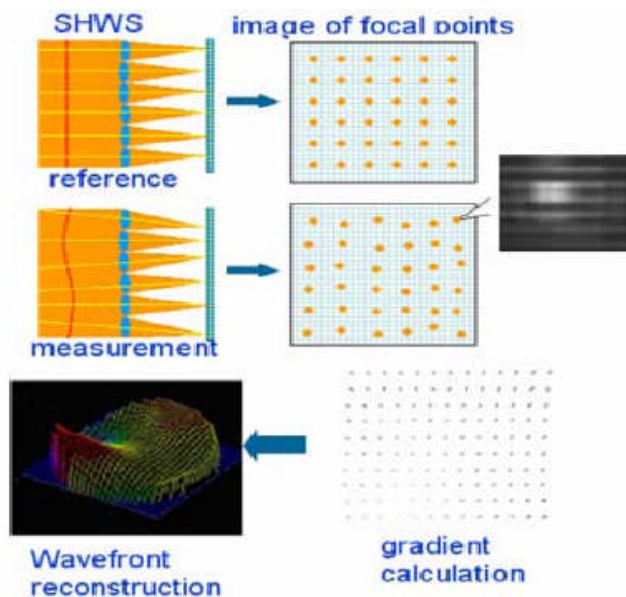 SHWS
image of focal points
reference
measurement
Wavefront
reconstruction
gradient
calculation